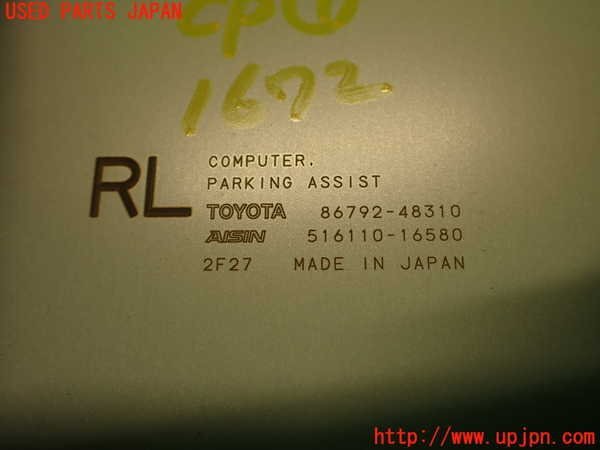 USED PARTS JAPAN
CP①
1672
RL
COMPUTER.
PARKING ASSIST
TOYOTA 86792-48310
AISIN 516110-16580
2F27 MADE IN JAPAN
http://www.upjpn.com